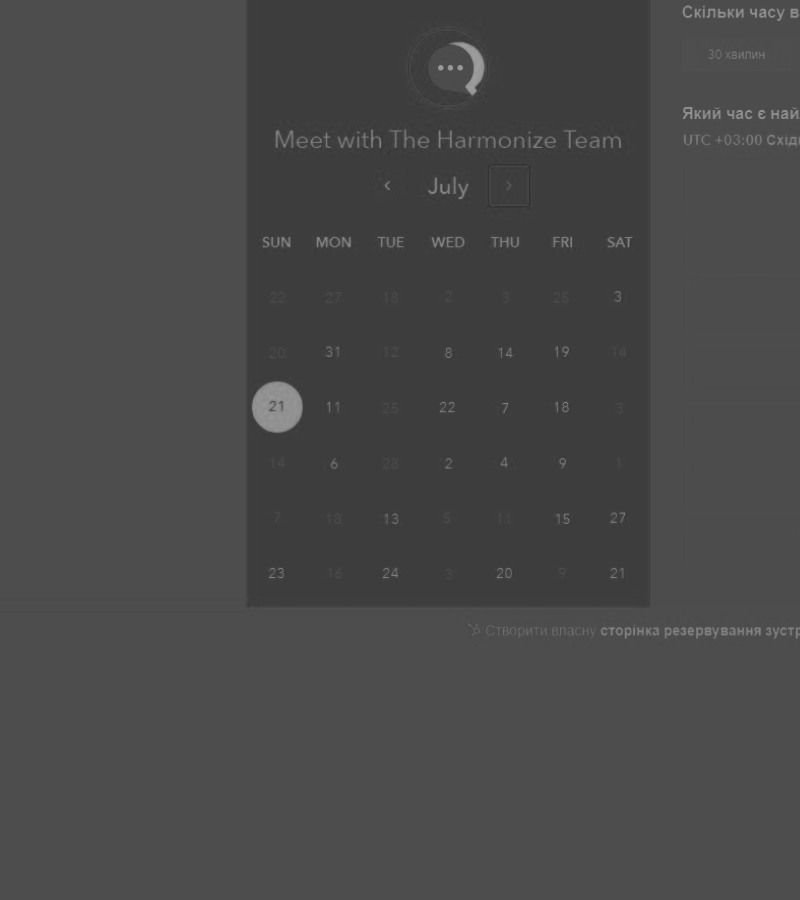 Скільки часу в
30 хвилин
Який час є най
UTC +03:00 Східн
Meet with The Harmonize Team
July
SUN MON TUE WED THU FRI SAT
22 27 18 2 3 26 3
20 31 12 8 14 19 14
21 11 25 22 7 18 3
14 6 28 2 4 9 1
7 18 13 5 11 15 27
23 16 24 3 20 9 21
Створити власну сторінка резервування зустр